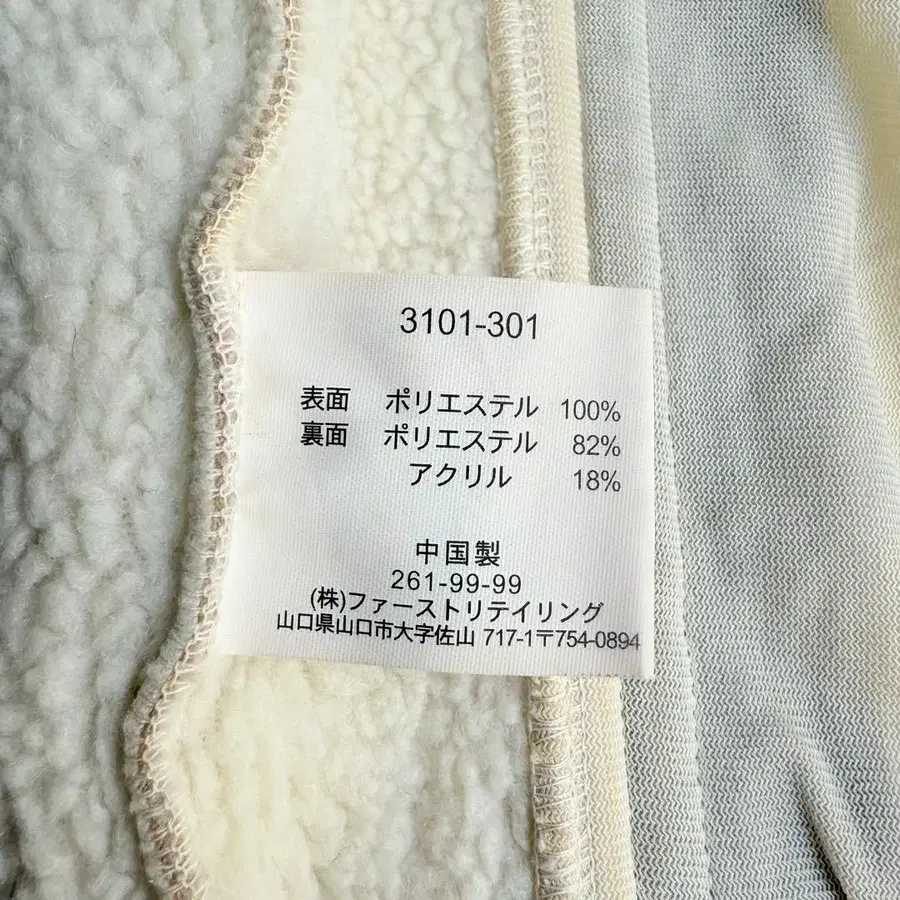 3101-301
表面 ポリエステル 100%
裏面 ポリエステル 82%
アクリル 18%
中国製
261-99-99
(株)ファーストリテイリング
山口県山口市大字佐山 717-1〒754-0894